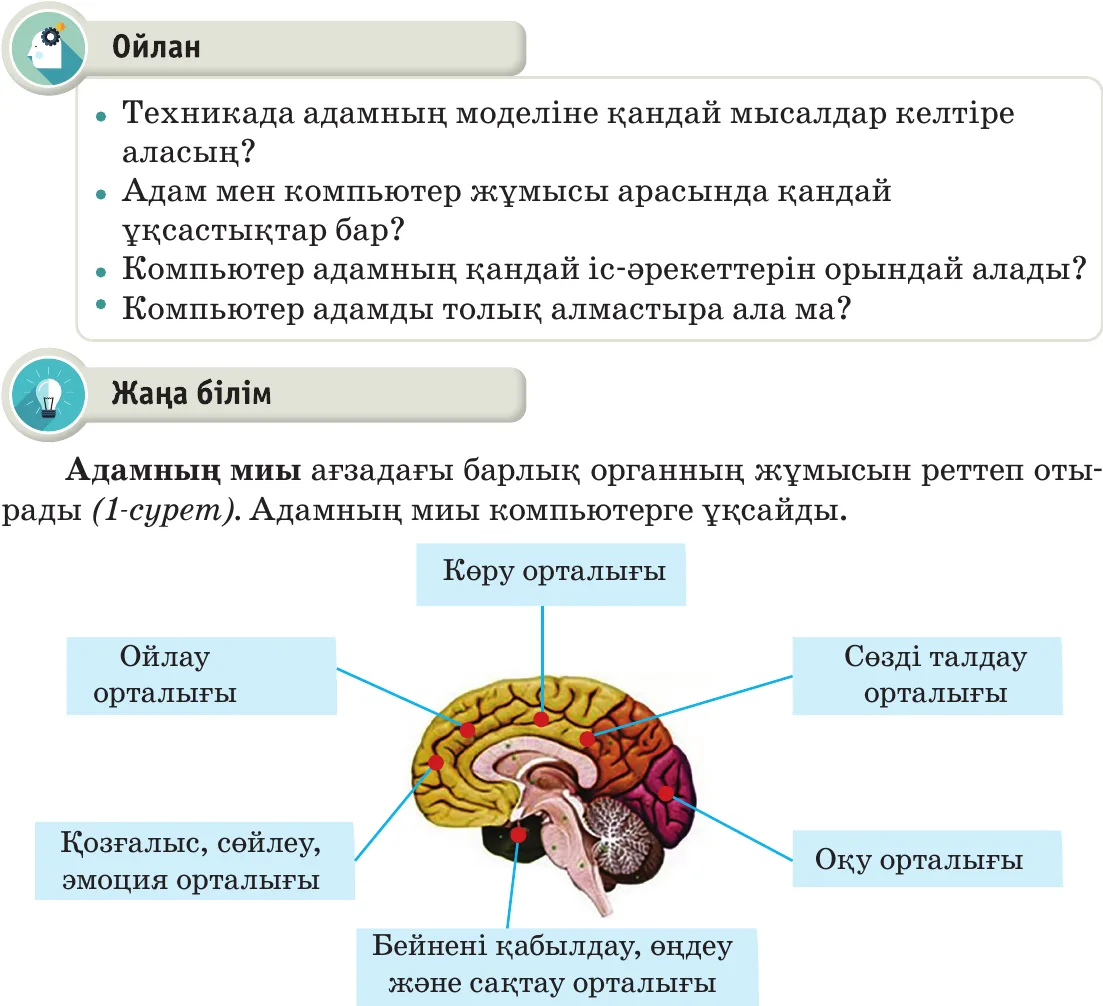 Ойлан
• Техникада адамның моделіне қандай мысалдар келтіре
аласың?
• Адам мен компьютер жұмысы арасында қандай
ұқсастықтар бар?
• Компьютер адамның қандай іс-әрекеттерін орындай алады?
• Компьютер адамды толық алмастыра ала ма?
Жаңа білім
Адамның миы ағзадағы барлық органның жұмысын реттеп оты-
рады (1-сурет). Адамның миы компьютерге ұқсайды.
Көру орталығы
Ойлау
орталығы
Сөзді талдау
орталығы
Қозғалыс, сөйлеу,
эмоция орталығы
Оқу орталығы
Бейнені қабылдау, өңдеу
және сақтау орталығы